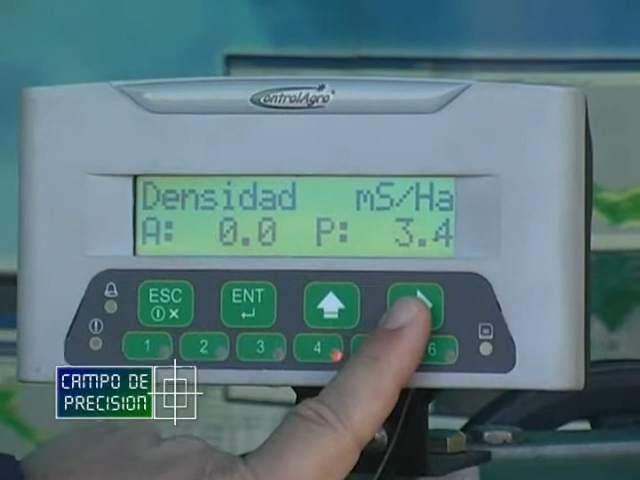 ControlAgro
Densidad mS/Ha
A: 0.0 P: 3.4
ESC ENT
1 2 3 4 6
CAMPO DE
PRECISION